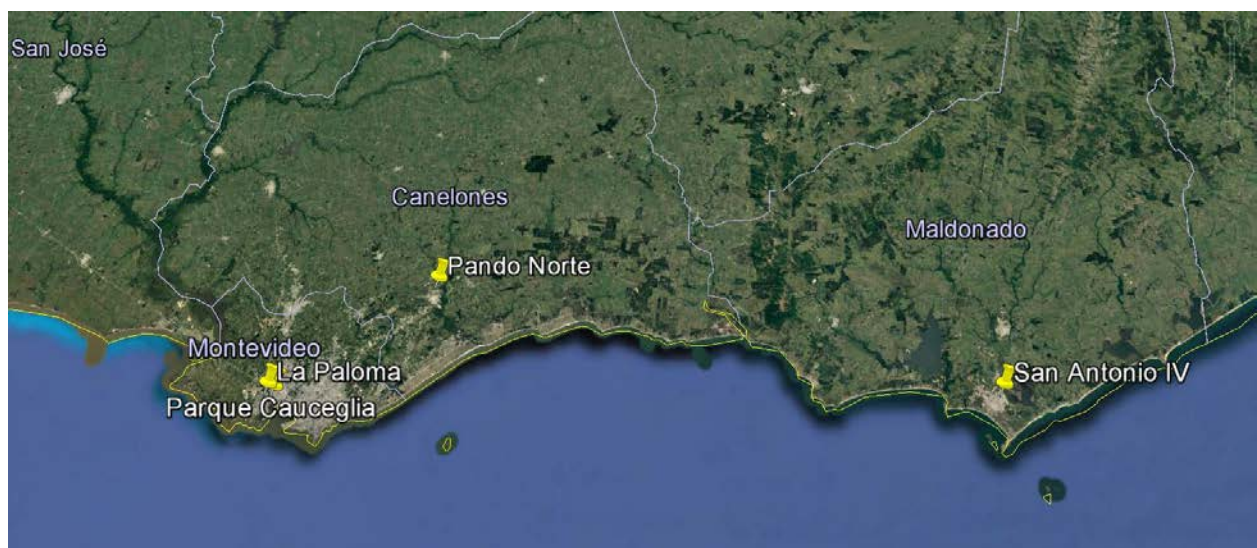 San José
Canelones
Maldonado
Pando Norte
Montevideo
La Paloma
San Antonio IV
Parque Cauceglia